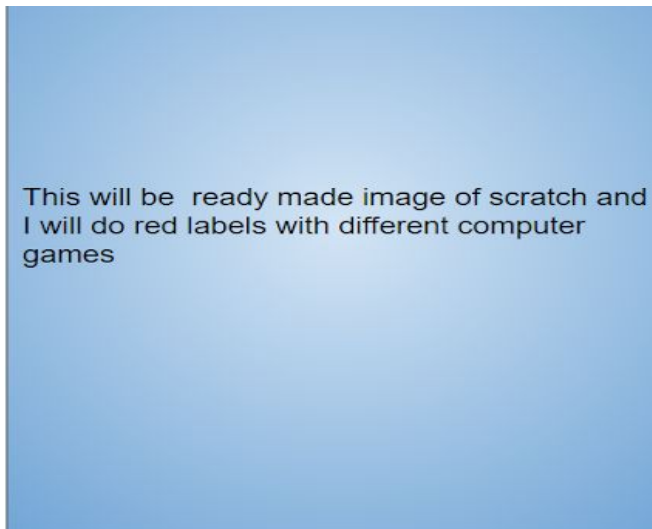 This will be  ready made image of scratch and
I will do red labels with different computer
games